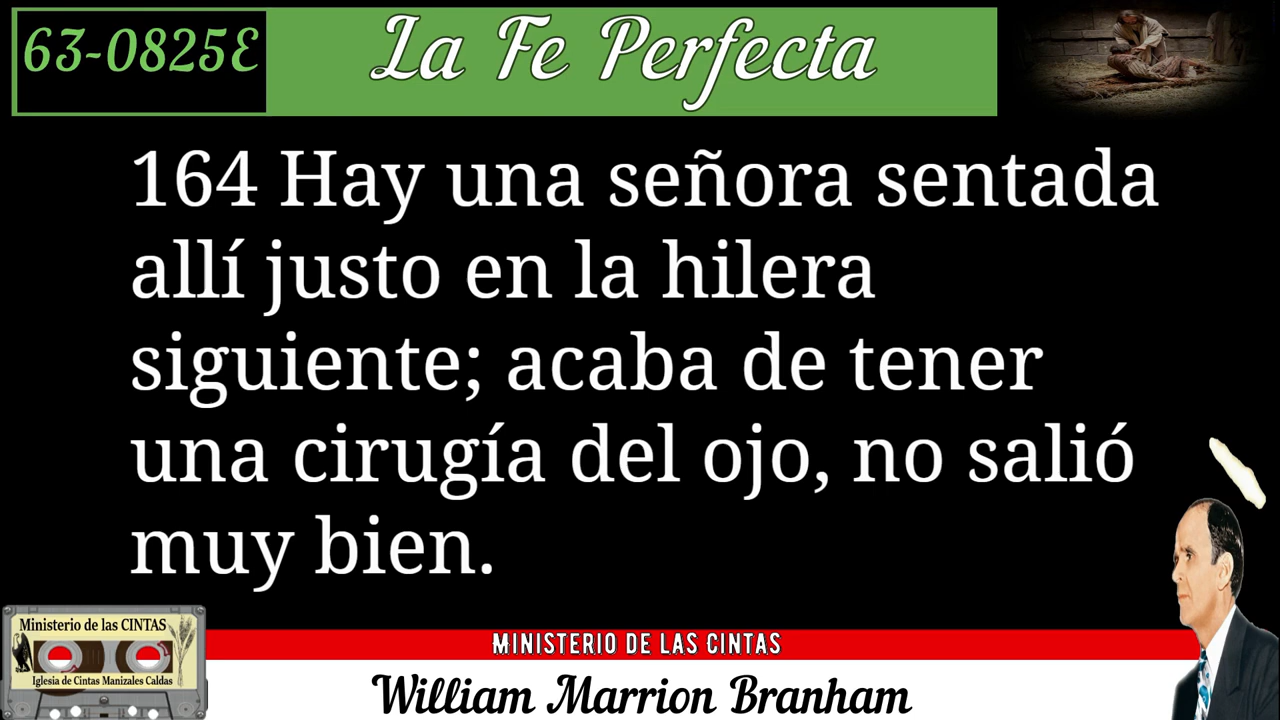 63-0825E
La Fe Perfecta
164 Hay una señora sentada
allí justo en la hilera
siguiente; acaba de tener
una cirugía del ojo, no salió
muy bien.
Ministerio de las CINTAS
Iglesia de Cintas Manizales Caldas
MINISTERIO DE LAS CINTAS
William Marrion Branham